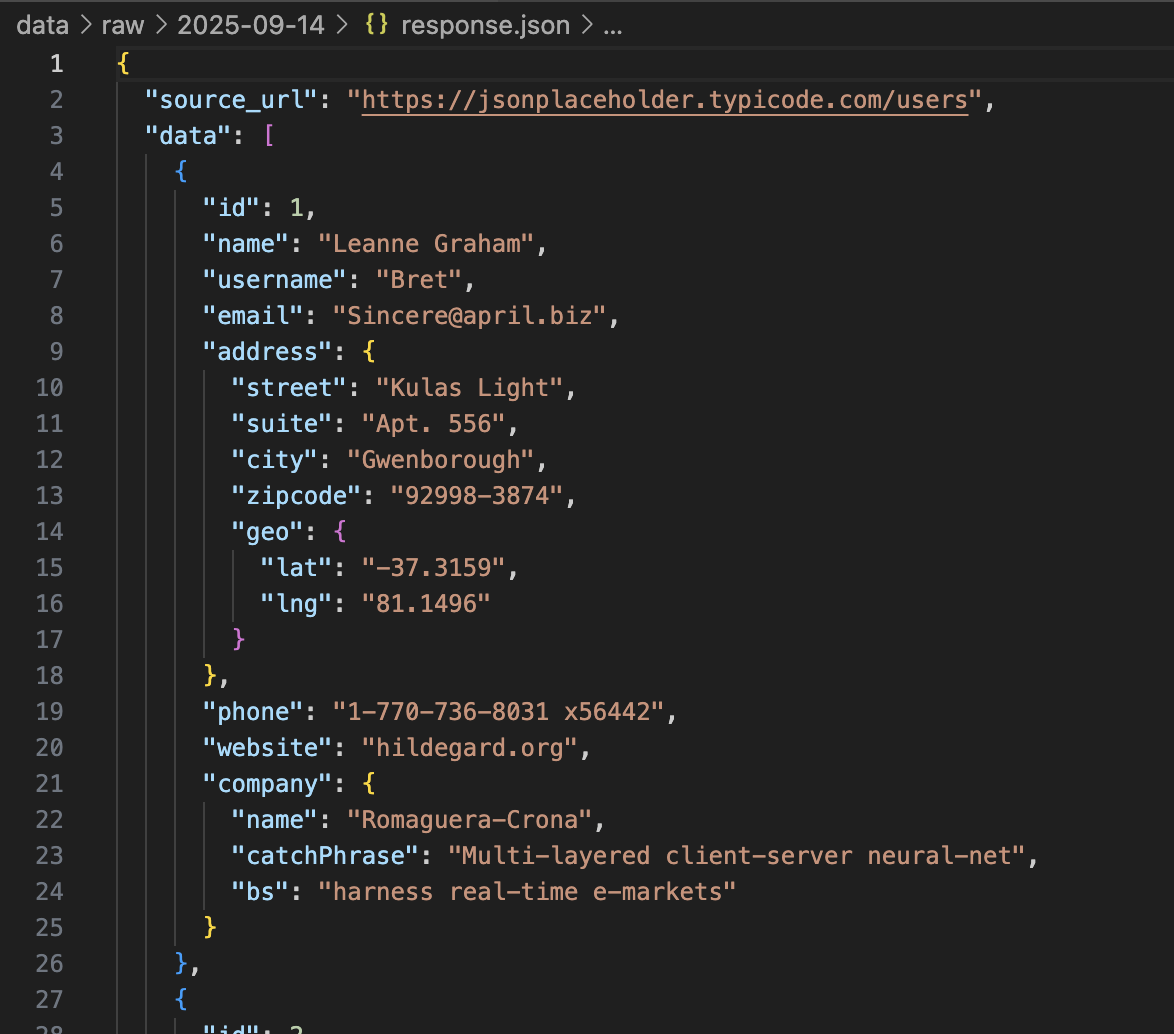 data > raw > 2025-09-14 > {} response.json > ...
1 {
2 "source_url": "https://jsonplaceholder.typicode.com/users",
3 "data": [
4 {
5 "id": 1,
6 "name": "Leanne Graham",
7 "username": "Bret",
8 "email": "Sincere@april.biz",
9 "address": {
10 "street": "Kulas Light",
11 "suite": "Apt. 556",
12 "city": "Gwenborough",
13 "zipcode": "92998-3874",
14 "geo": {
15 "lat": "-37.3159",
16 "lng": "81.1496"
17 }
18 },
19 "phone": "1-770-736-8031 x56442",
20 "website": "hildegard.org",
21 "company": {
22 "name": "Romaguera-Crona",
23 "catchPhrase": "Multi-layered client-server neural-net",
24 "bs": "harness real-time e-markets"
25 }
26 },
27 {
28 "id": 2